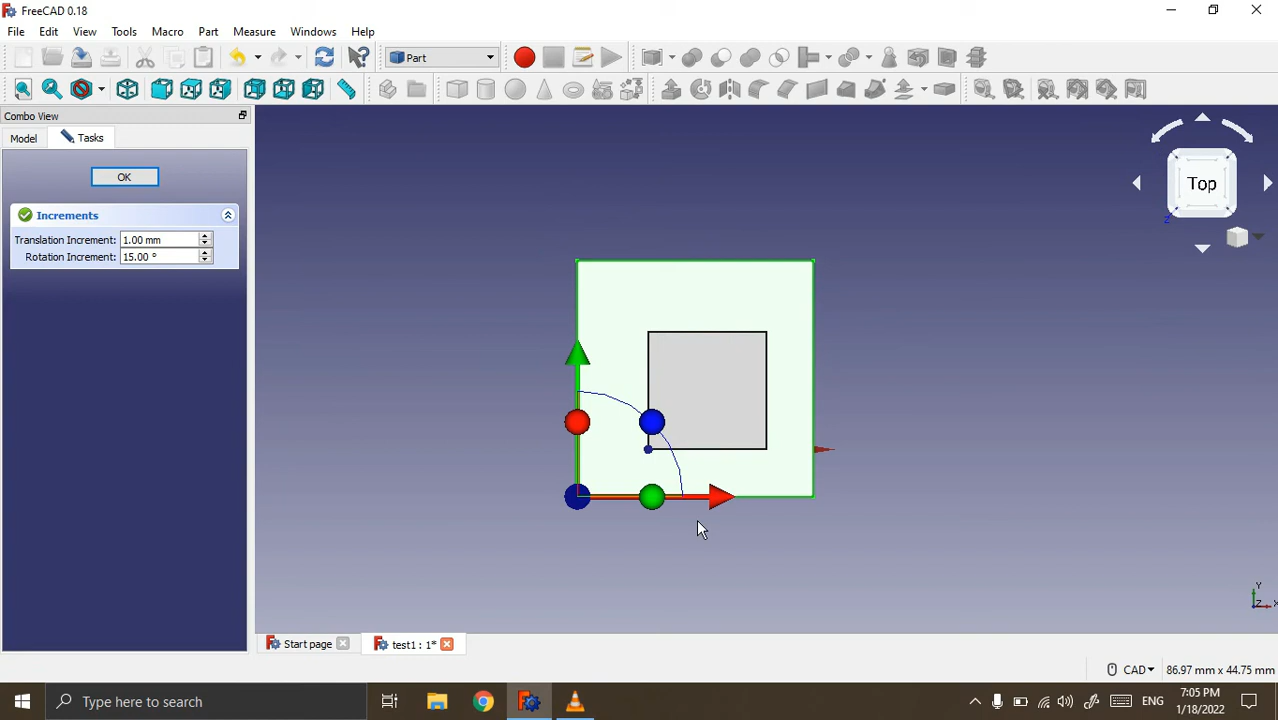 FreeCAD 0.18
File Edit View Tools Macro Part Measure Windows Help
Part
Combo View
Model Tasks
OK
Increments
Translation Increment: 1.00 mm
Rotation Increment: 15.00 °
Top
Z
Y
Z X
Start page test1 : 1*
CAD 86.97 mm x 44.75 mm
Type here to search
ENG
7:05 PM
1/18/2022